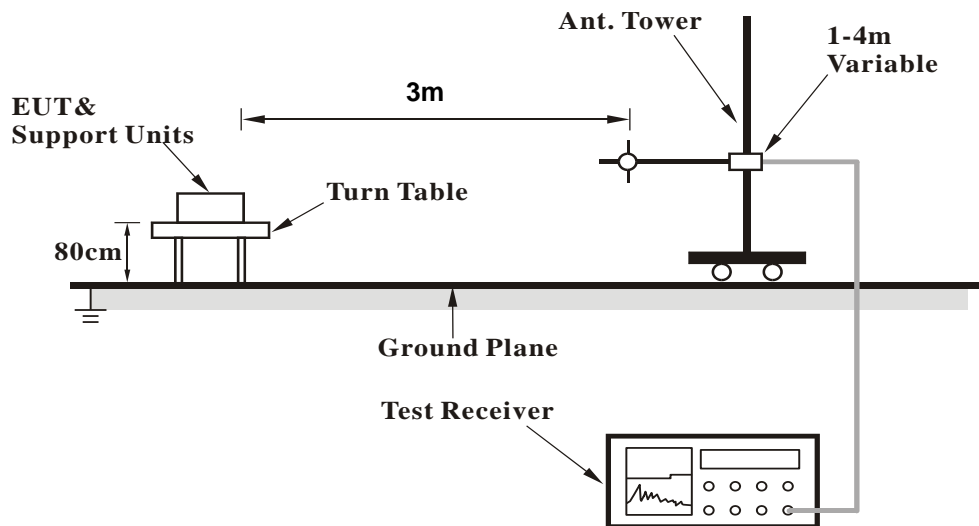 Ant. Tower
1-4m
Variable
3m
EUT&
Support Units
Turn Table
80cm
Ground Plane
Test Receiver